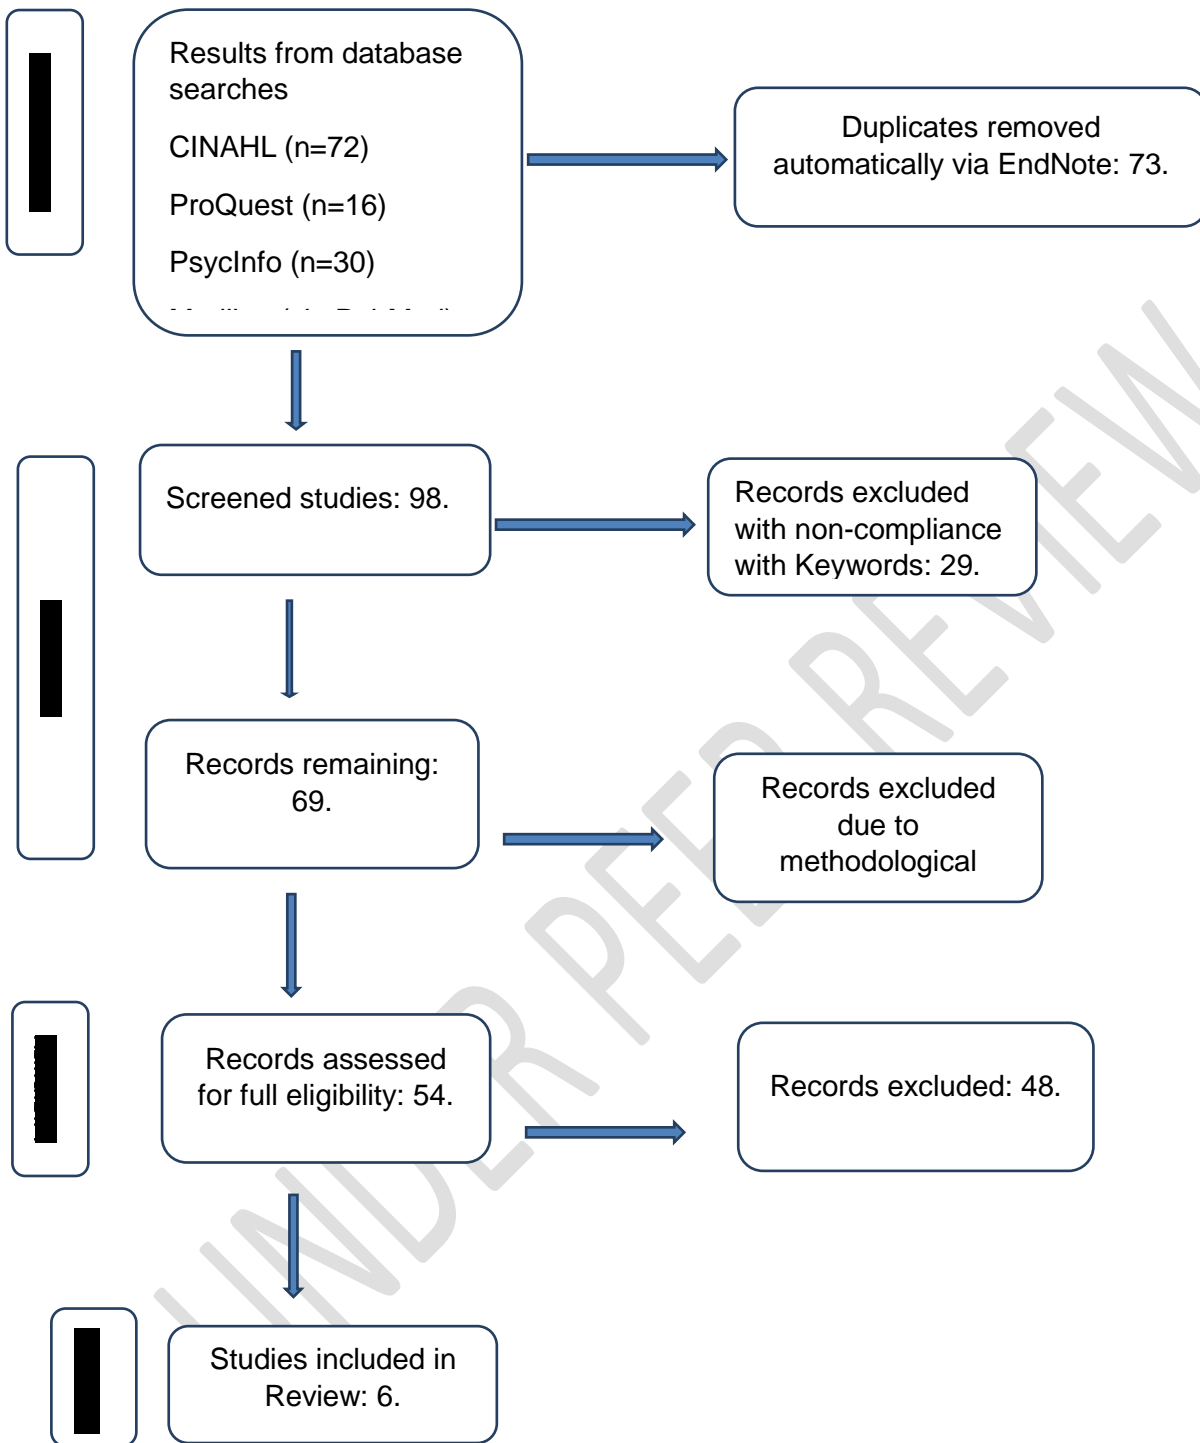 Results from database
searches
CINAHL (n=72)
ProQuest (n=16)
PsycInfo (n=30)
Duplicates removed
automatically via EndNote: 73.
Screened studies: 98.
Records excluded
with non-compliance
with Keywords: 29.
Records remaining:
69.
Records excluded
due to
methodological
Records assessed
for full eligibility: 54.
Records excluded: 48.
Studies included in
Review: 6.
UNDER PEER REVIEW